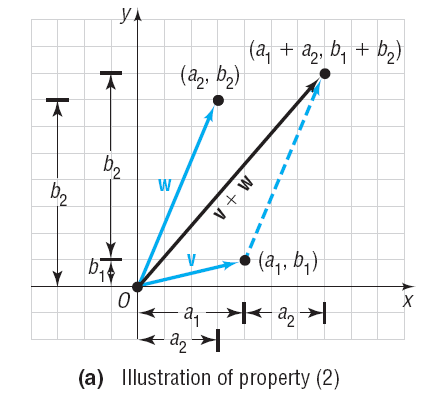 y
(a₁ + a₂, b₁ + b₂)
(a₂, b₂)
b₂
b₂
w
v + w
b₁
v
(a₁, b₁)
O
x
a₁
a₂
a₂
(a) Illustration of property (2)